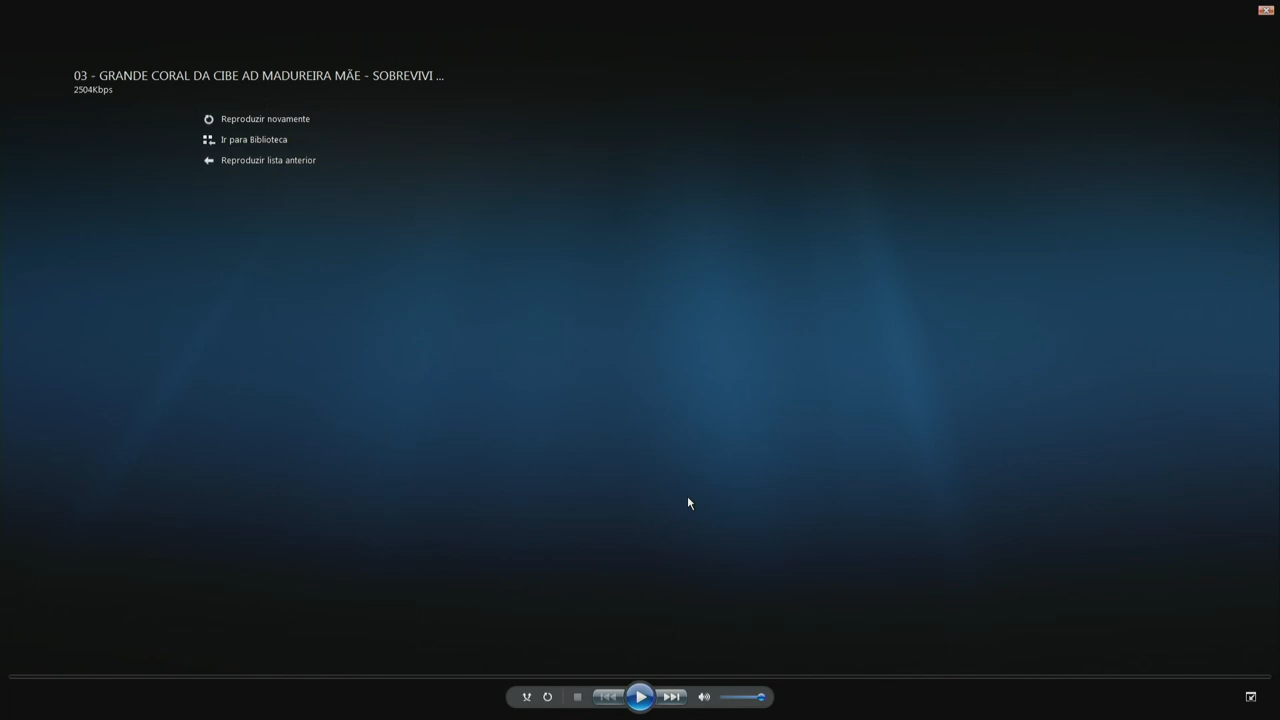 03 - GRANDE CORAL DA CIBE AD MADUREIRA MÃE - SOBREVIVI ...
2504Kbps
Reproduzir novamente
Ir para Biblioteca
Reproduzir lista anterior